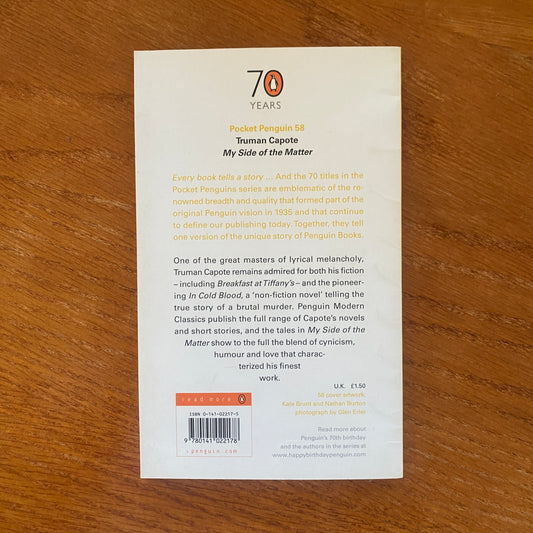 70
YEARS
Pocket Penguin 58
Truman Capote
My Side of the Matter
Every book tells a story ... And the 70 titles in the
Pocket Penguins series are emblematic of the re-
nowned breadth and quality that formed part of the
original Penguin vision in 1935 and that continue
to define our publishing today. Together, they tell
one version of the unique story of Penguin Books.
One of the great masters of lyrical melancholy,
Truman Capote remains admired for both his fiction
– including Breakfast at Tiffany's – and the pioneer-
ing In Cold Blood, a 'non-fiction novel' telling the
true story of a brutal murder. Penguin Modern
Classics publish the full range of Capote's novels
and short stories, and the tales in My Side of the
Matter show to the full the blend of cynicism,
humour and love that charac-
terized his finest
work.
U.K. £1.50
58 cover artwork:
Kate Brunt and Nathan Burton
photograph by Glen Erler
read more
ISBN 0-141-02217-5
9 780141 022178
penguin.com
Read more about
Penguin's 70th birthday
and the authors in the series at
www.happybirthdaypenguin.com